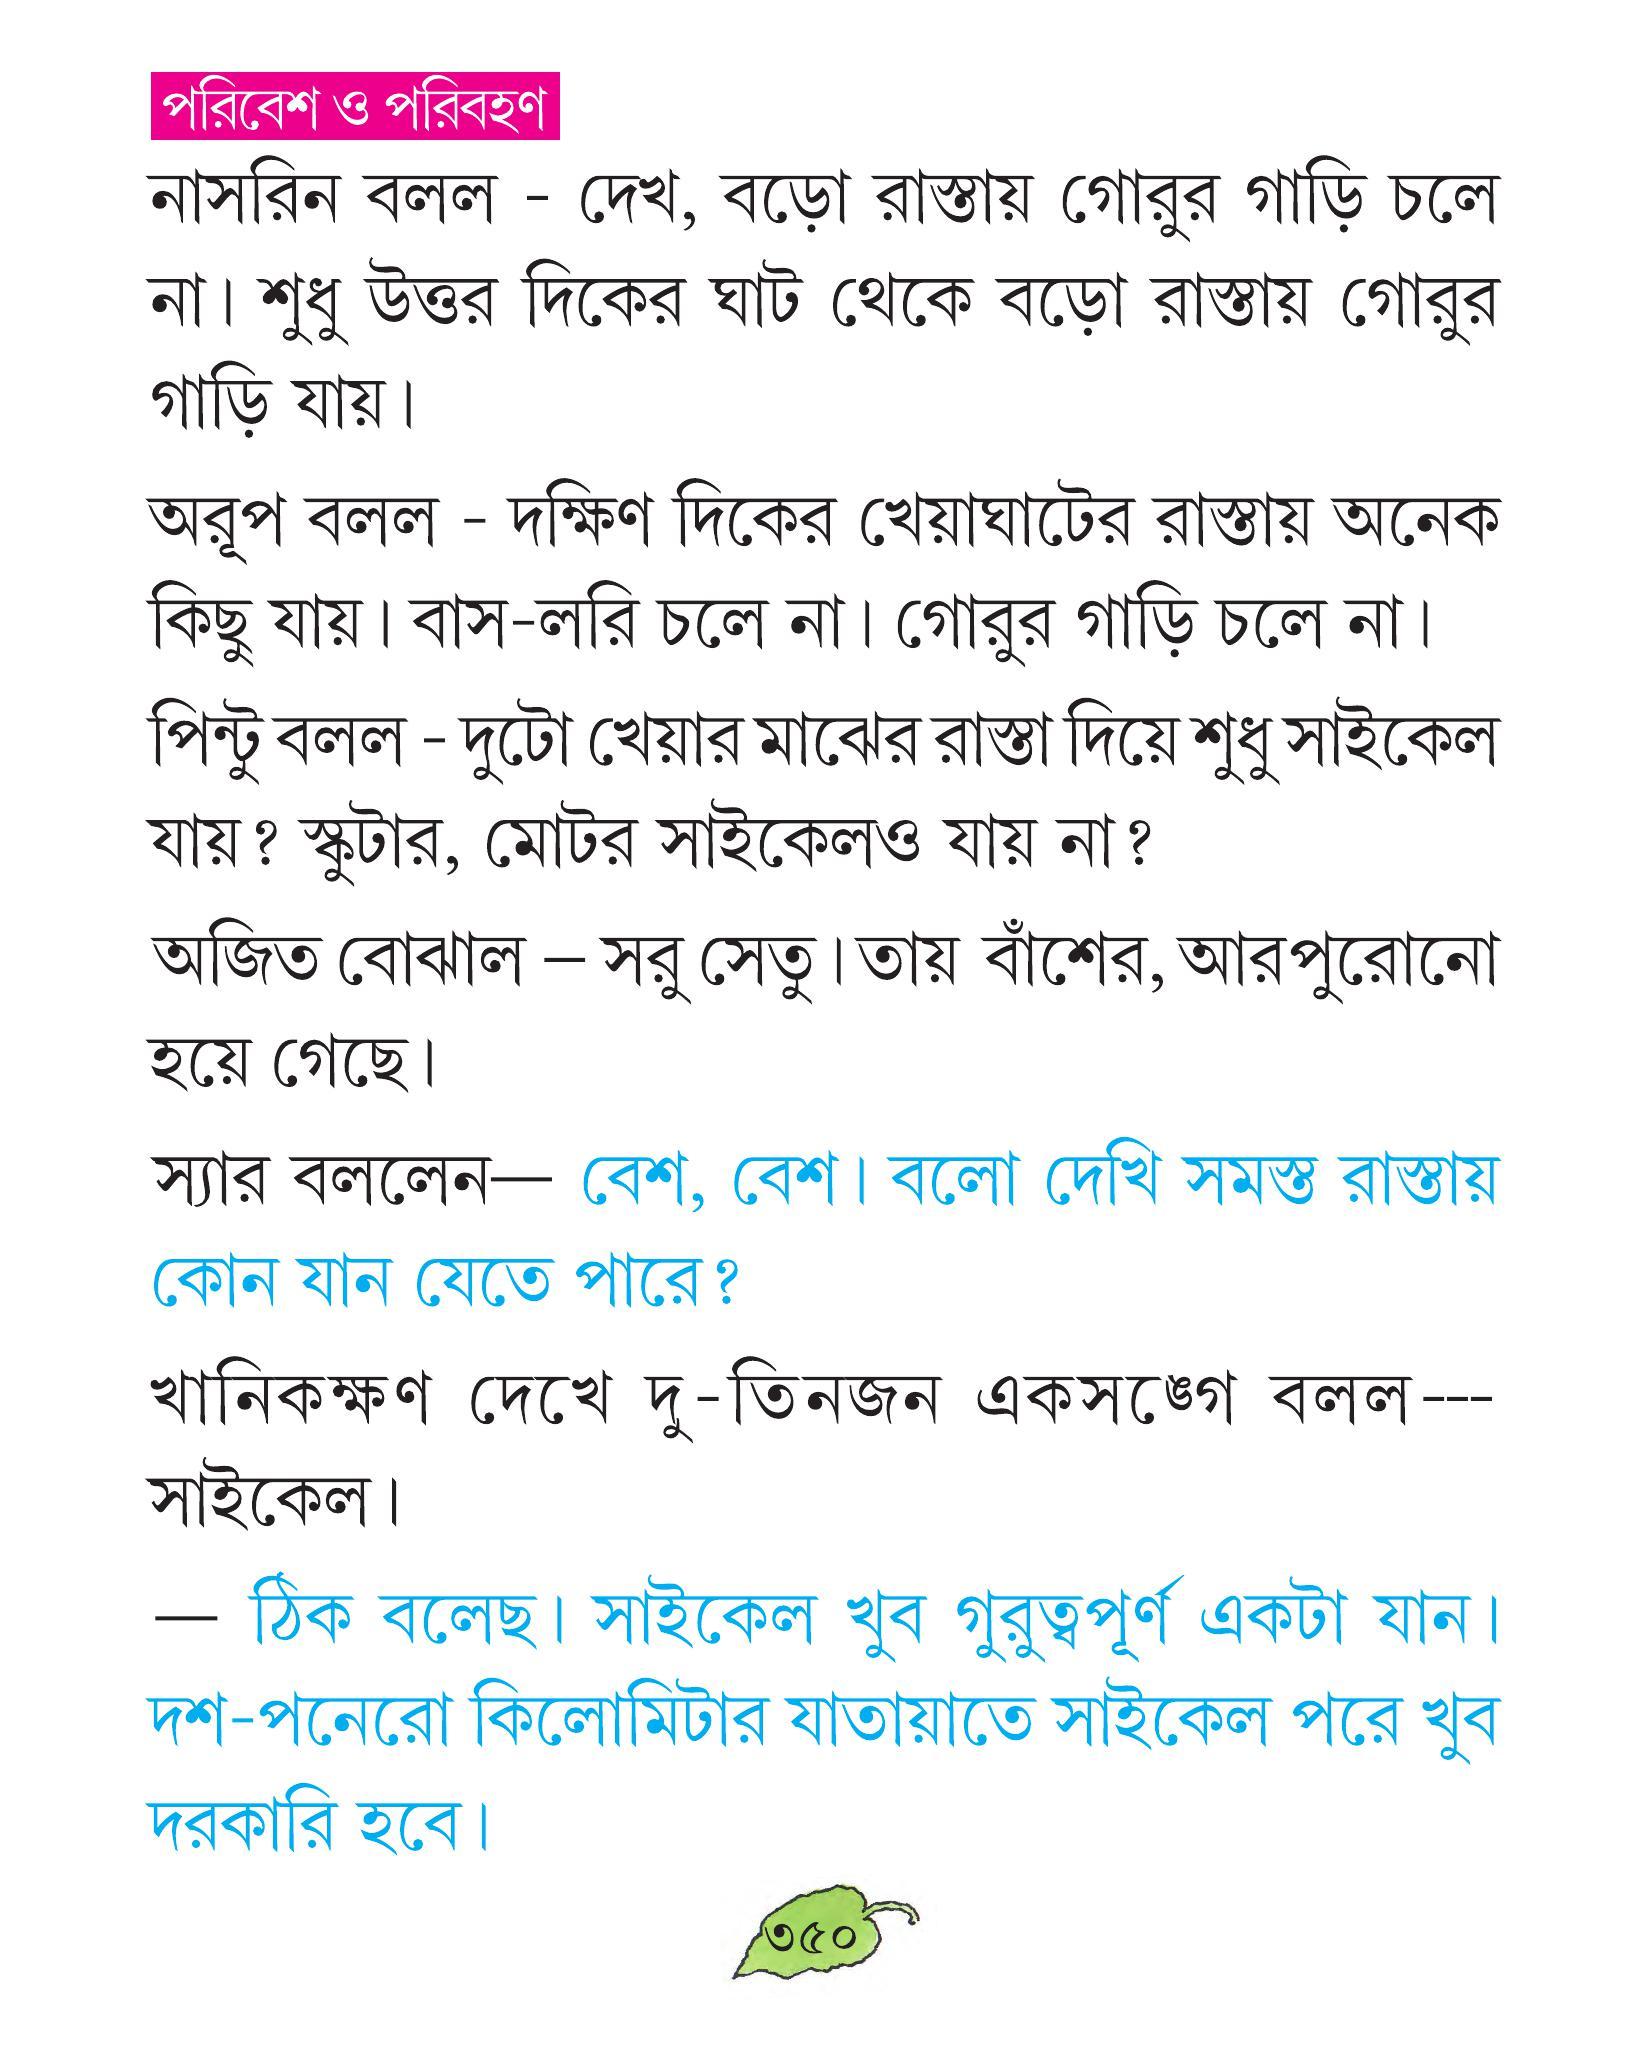 পরিবেশ ও পরিবহণ
নাসরিন বলল - দেখ, বড়ো রাস্তায় গোরুর গাড়ি চলে
না। শুধু উত্তর দিকের ঘাট থেকে বড়ো রাস্তায় গোরুর
গাড়ি যায়।
অরূপ বলল - দক্ষিণ দিকের খেয়াঘাটের রাস্তায় অনেক
কিছু যায়। বাস-লরি চলে না। গোরুর গাড়ি চলে না।
পিন্টু বলল - দুটো খেয়ার মাঝের রাস্তা দিয়ে শুধু সাইকেল
যায়? স্কুটার, মোটর সাইকেলও যায় না?
অজিত বোঝাল – সরু সেতু। তায় বাঁশের, আরপুরোনো
হয়ে গেছে।
স্যার বললেন— বেশ, বেশ। বলো দেখি সমস্ত রাস্তায়
কোন যান যেতে পারে?
খানিকক্ষণ দেখে দু-তিনজন একসঙ্গে বলল---
সাইকেল।
— ঠিক বলেছ। সাইকেল খুব গুরুত্বপূর্ণ একটা যান।
দশ-পনেরো কিলোমিটার যাতায়াতে সাইকেল পরে খুব
দরকারি হবে।
৩৫০